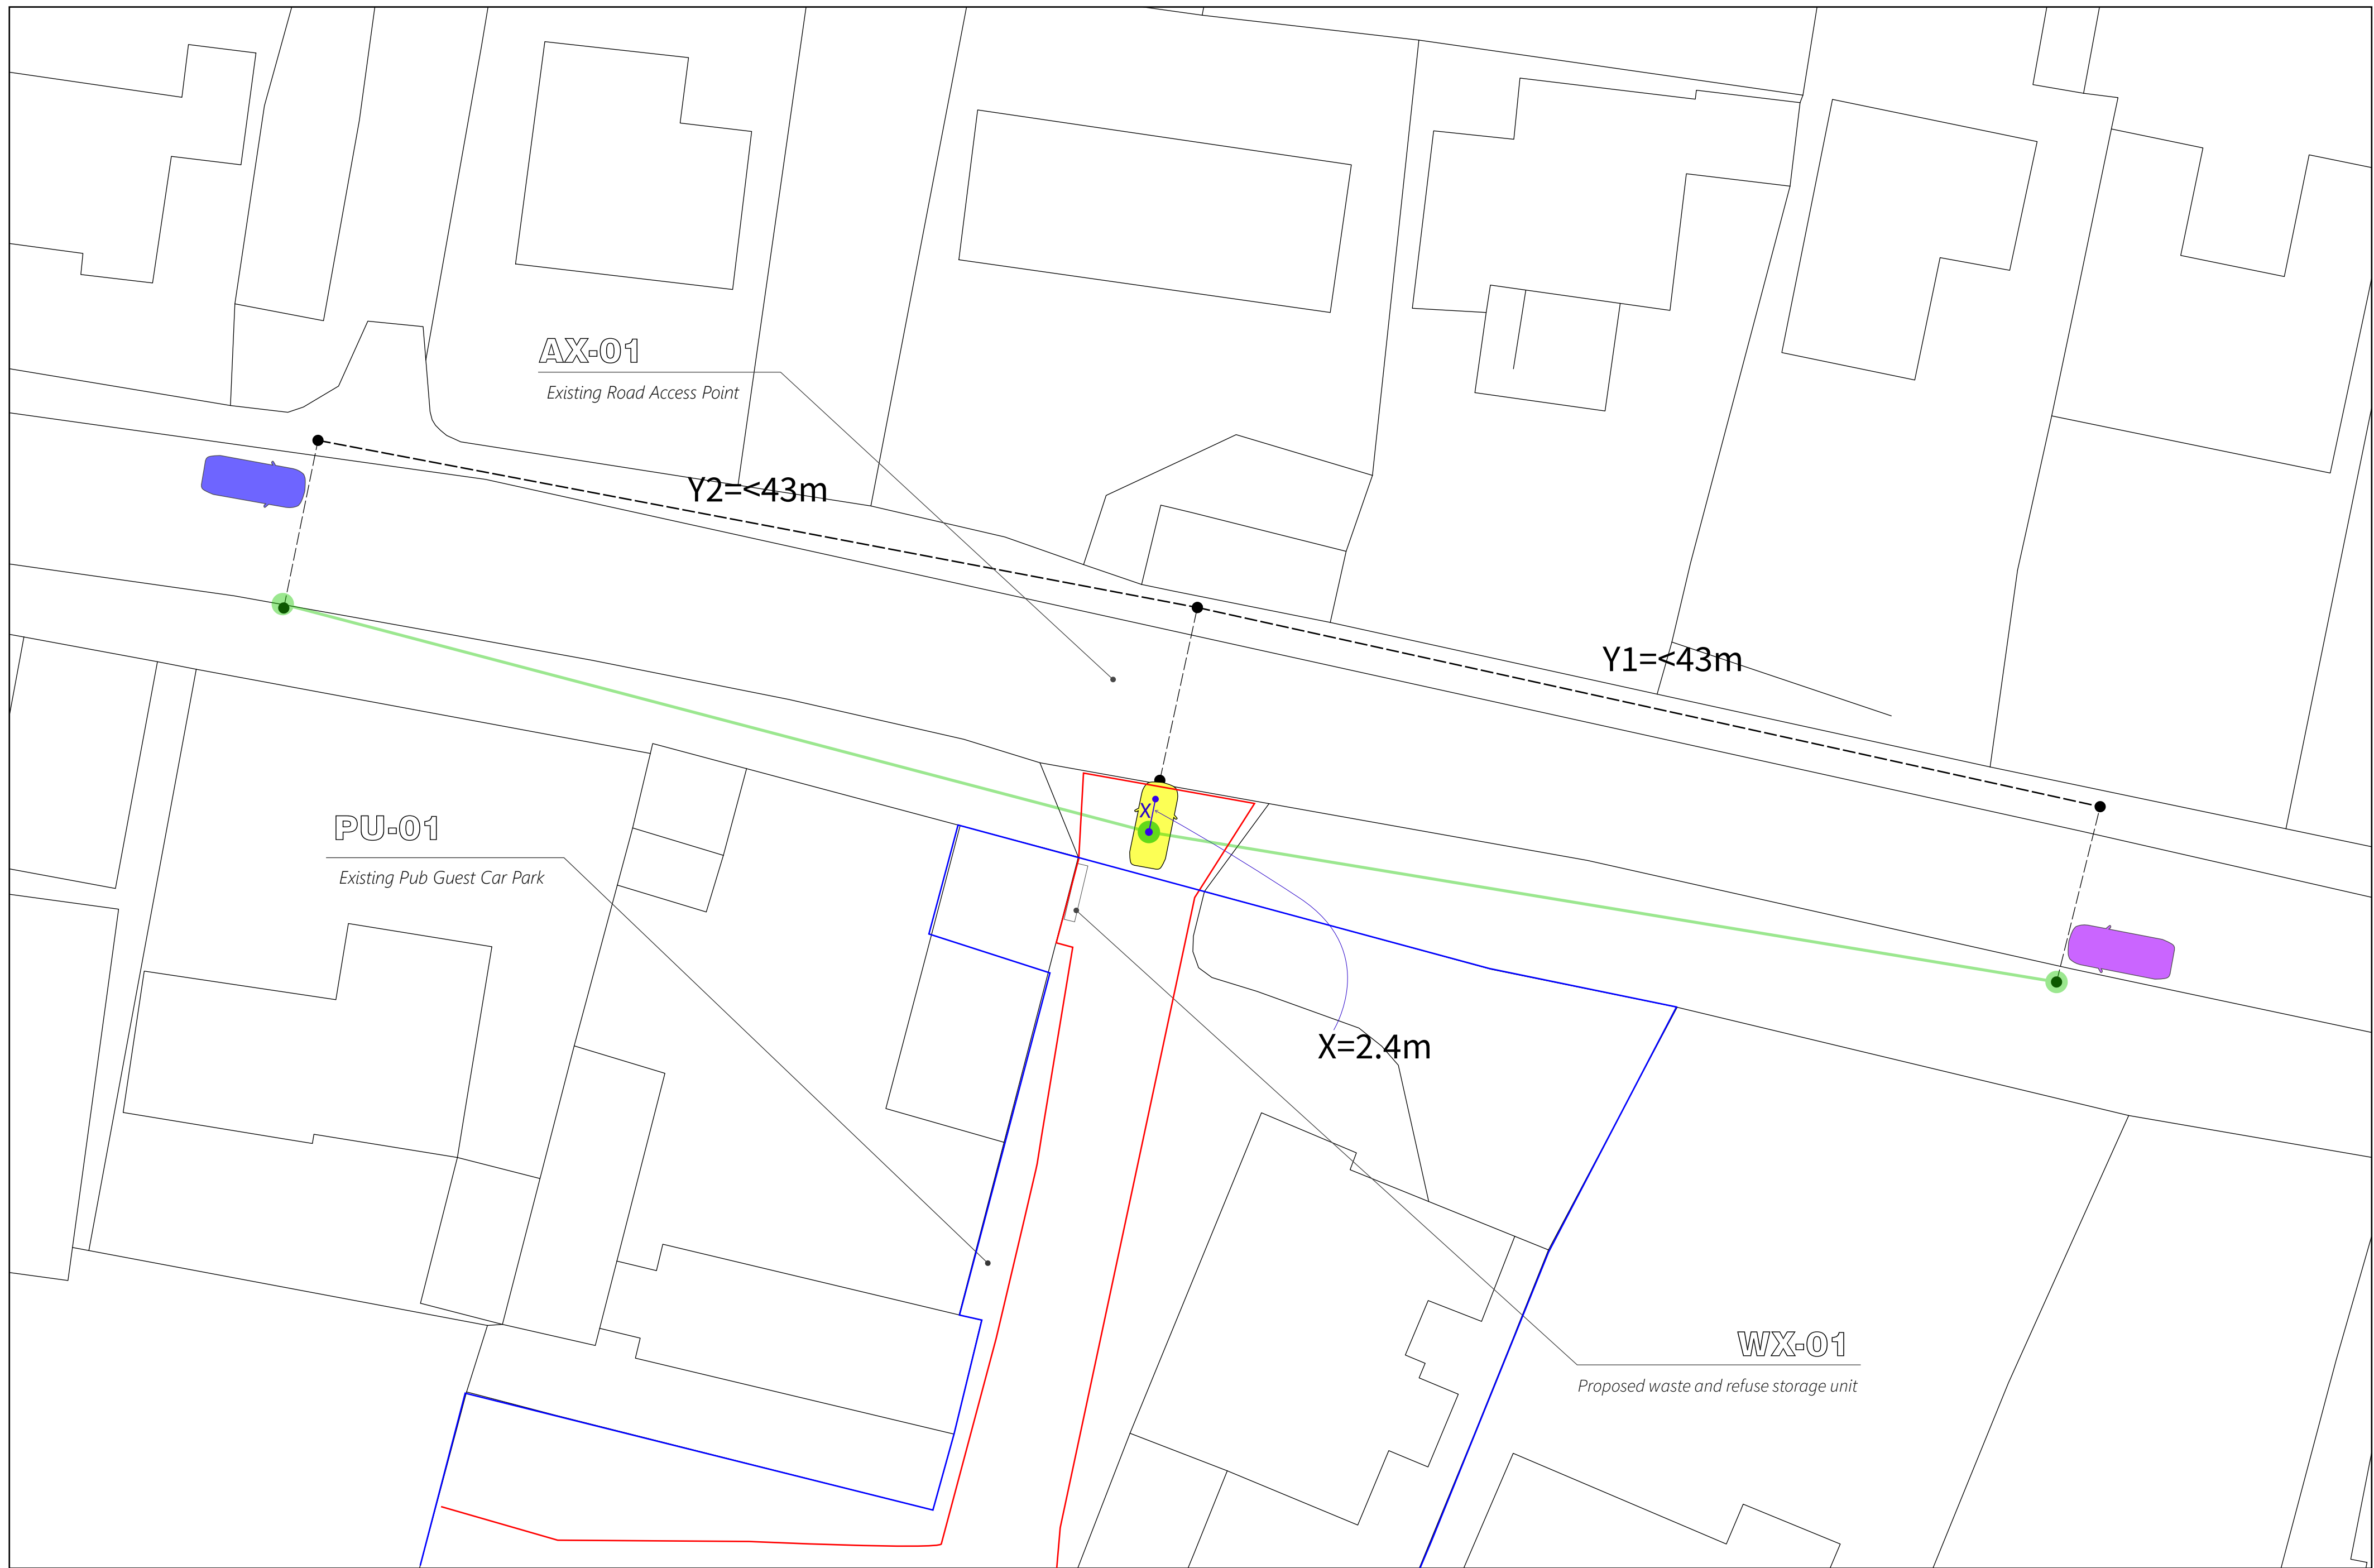 AX-01
Existing Road Access Point
Y2=<43m
Y1=<43m
X
PU-01
Existing Pub Guest Car Park
X=2.4m
WX-01
Proposed waste and refuse storage unit